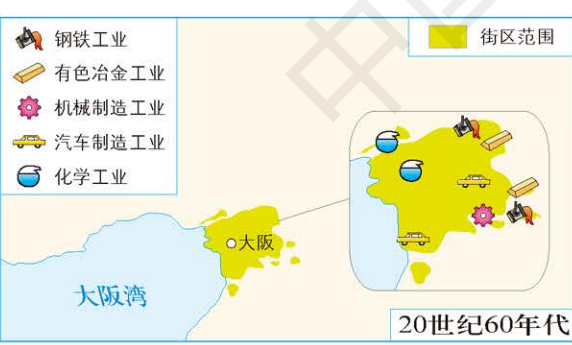 钢铁工业
有色冶金工业
机械制造工业
汽车制造工业
化学工业
街区范围
大阪
大阪湾
20世纪60年代